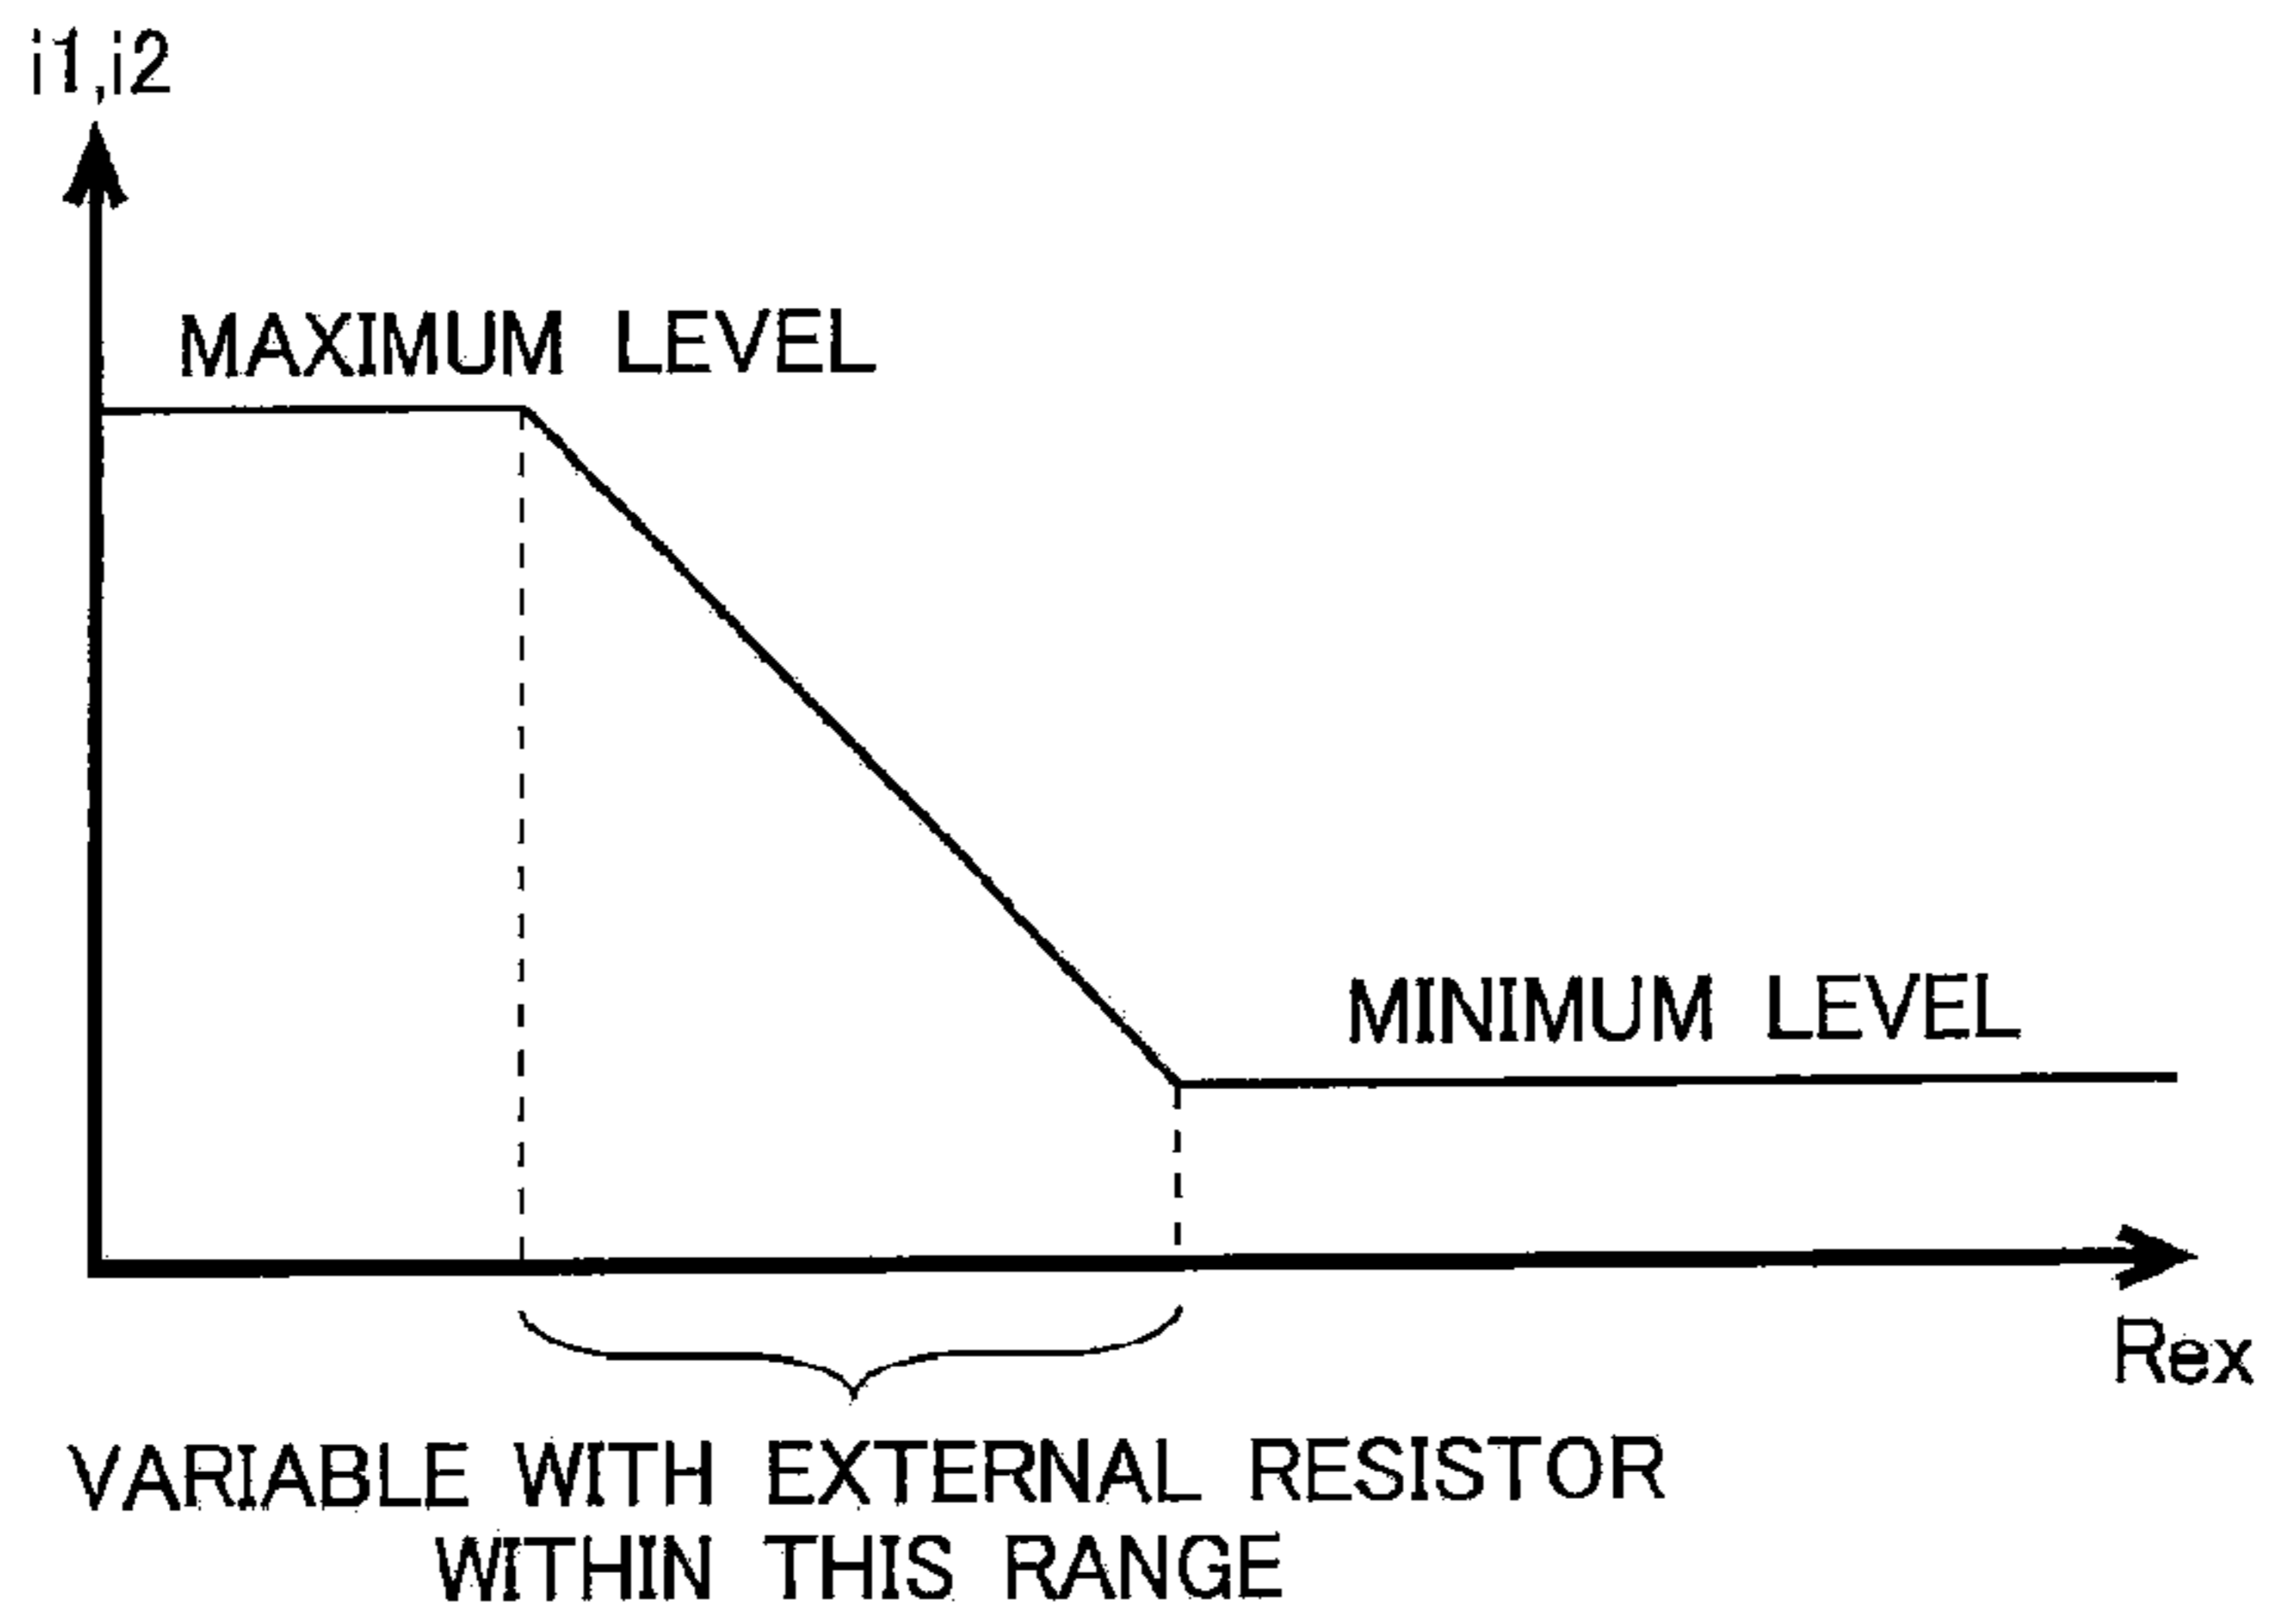 i1,i2
MAXIMUM LEVEL
MINIMUM LEVEL
Rex
VARIABLE WITH EXTERNAL RESISTOR
WITHIN THIS RANGE